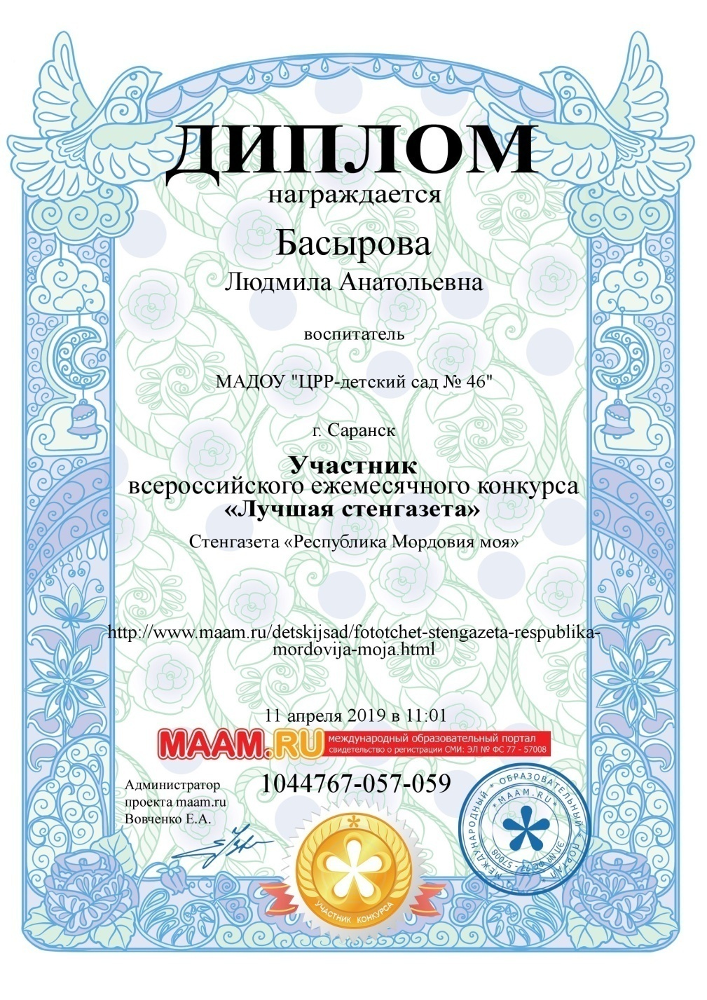 ДИПЛОМ
награждается
Басырова
Людмила Анатольевна
воспитатель
МАДОУ "ЦРР-детский сад № 46"
г. Саранск
Участник
всероссийского ежемесячного конкурса
«Лучшая стенгазета»
Стенгазета «Республика Мордовия моя»
http://www.maam.ru/detskijsad/fototchet-stengazeta-respublika-
mordovija-moja.html
11 апреля 2019 в 11:01
MAAM.RU
международный образовательный портал
свидетельство о регистрации СМИ: ЭЛ № ФС 77 - 57008
Администратор
проекта maam.ru
Вовченко Е.А.
1044767-057-059
УЧАСТНИК КОНКУРСА
МЕЖДУНАРОДНЫЙ * ОБРАЗОВАТЕЛЬНЫЙ * ПОРТАЛ *
* MAAM.RU *
ЭЛ № ФС 77 - 57008